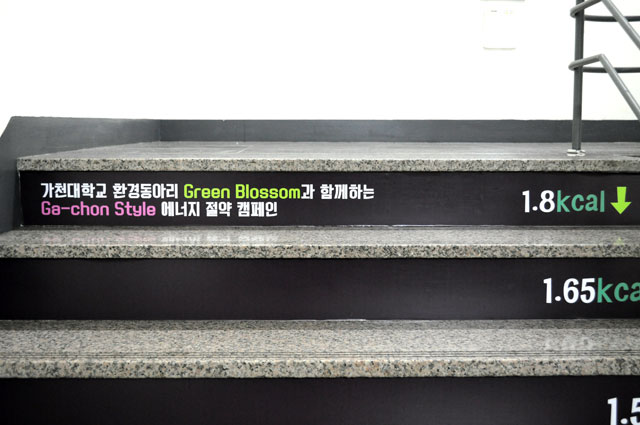 가천대학교 환경동아리 Green Blossom과 함께하는
Ga-chon Style 에너지 절약 캠페인
1.8kcal
1.65kca
1.5